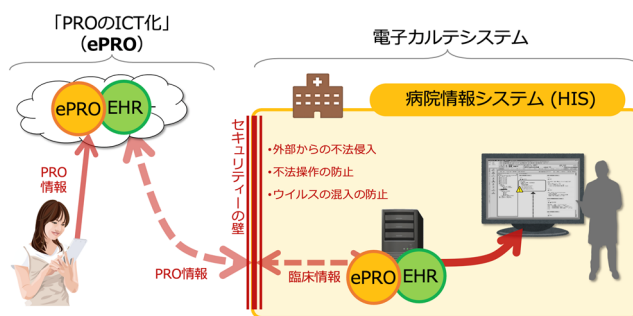 「PROのICT化」
（ePRO）
電子カルテシステム
ePRO
EHR
病院情報システム (HIS)
セキュリティーの壁
・外部からの不法侵入
・不法操作の防止
・ウイルスの混入の防止
PRO
情報
PRO情報
臨床情報
ePRO
EHR